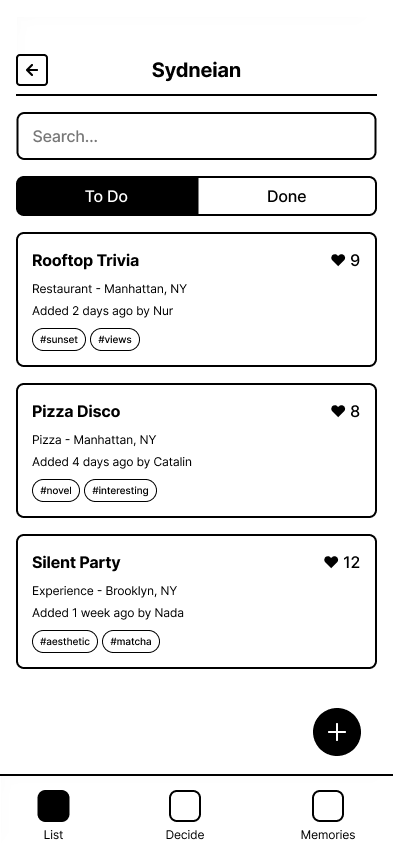 Sydneian
Search...
To Do
Done
Rooftop Trivia
♥ 9
Restaurant - Manhattan, NY
Added 2 days ago by Nur
#sunset
#views
Pizza Disco
♥ 8
Pizza - Manhattan, NY
Added 4 days ago by Catalin
#novel
#interesting
Silent Party
♥ 12
Experience - Brooklyn, NY
Added 1 week ago by Nada
#aesthetic
#matcha
List
Decide
Memories